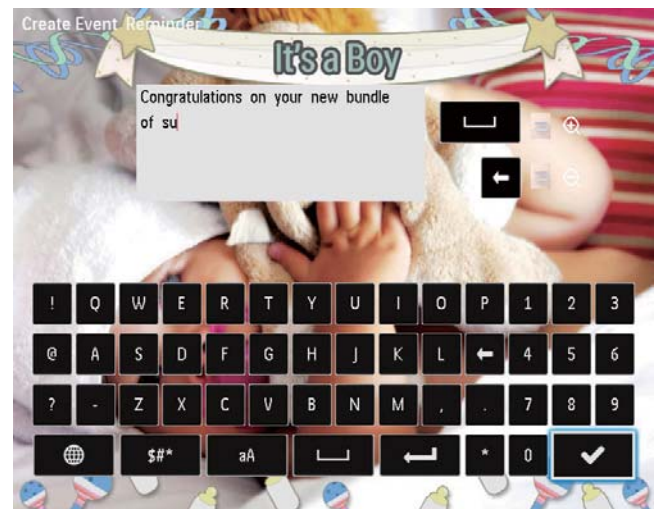 Create Event Reminder
It's a Boy
Congratulations on your new bundle
of su
! Q W E R T Y U I O P 1 2 3
@ A S D F G H J K L 4 5 6
? - Z X C V B N M , . 7 8 9
$#* aA * 0